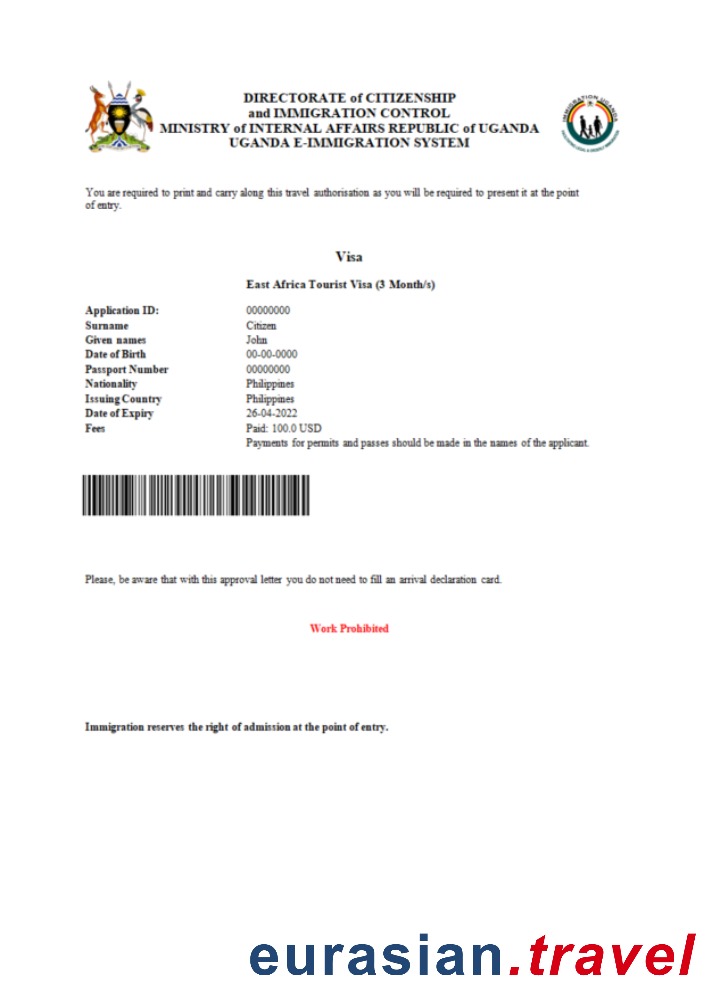 DIRECTORATE of CITIZENSHIP
and IMMIGRATION CONTROL
MINISTRY of INTERNAL AFFAIRS REPUBLIC of UGANDA
UGANDA E-IMMIGRATION SYSTEM
IMMIGRATION UGANDA
You are required to print and carry along this travel authorisation as you will be required to present it at the point
of entry.
Visa
East Africa Tourist Visa (3 Month/s)
Application ID: 00000000
Surname Citizen
Given names John
Date of Birth 00-00-0000
Passport Number 00000000
Nationality Philippines
Issuing Country Philippines
Date of Expiry 26-04-2022
Fees Paid: 100.0 USD
Payments for permits and passes should be made in the names of the applicant.
Please, be aware that with this approval letter you do not need to fill an arrival declaration card.
Work Prohibited
Immigration reserves the right of admission at the point of entry.
eurasian.travel